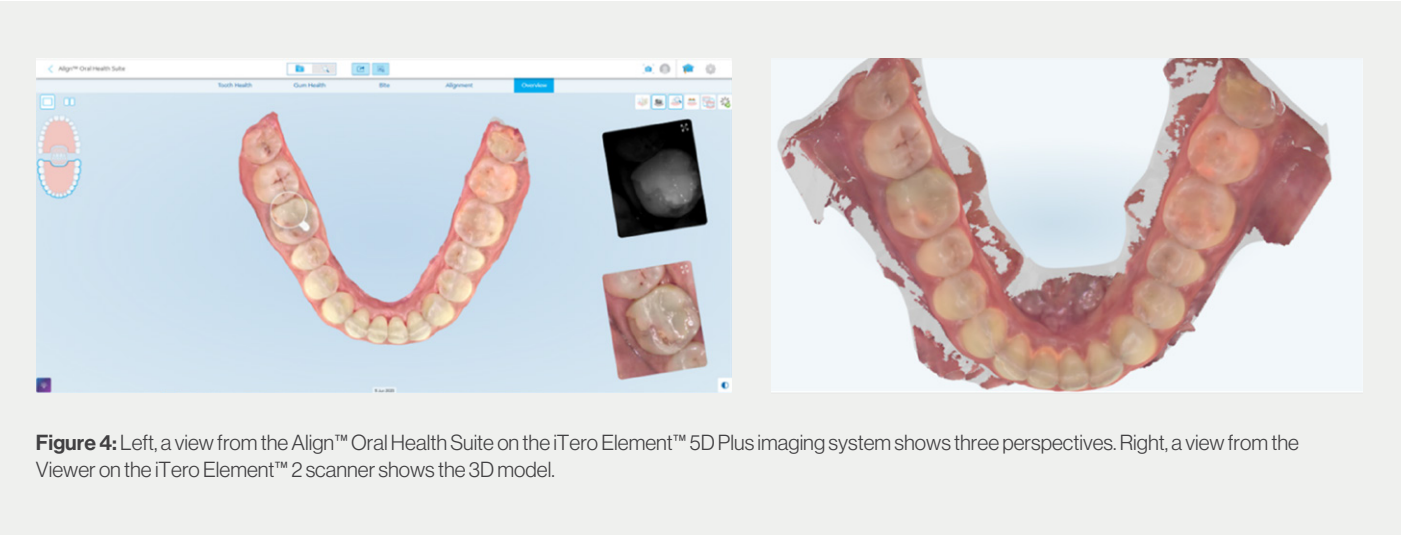 Align™ Oral Health Suite
Tooth Health Gum Health Bite Alignment Overview
Figure 4: Left, a view from the Align™ Oral Health Suite on the iTero Element™ 5D Plus imaging system shows three perspectives. Right, a view from the
Viewer on the iTero Element™ 2 scanner shows the 3D model.